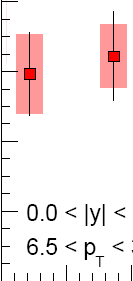 0.0 < |y| <
6.5 < p_T <